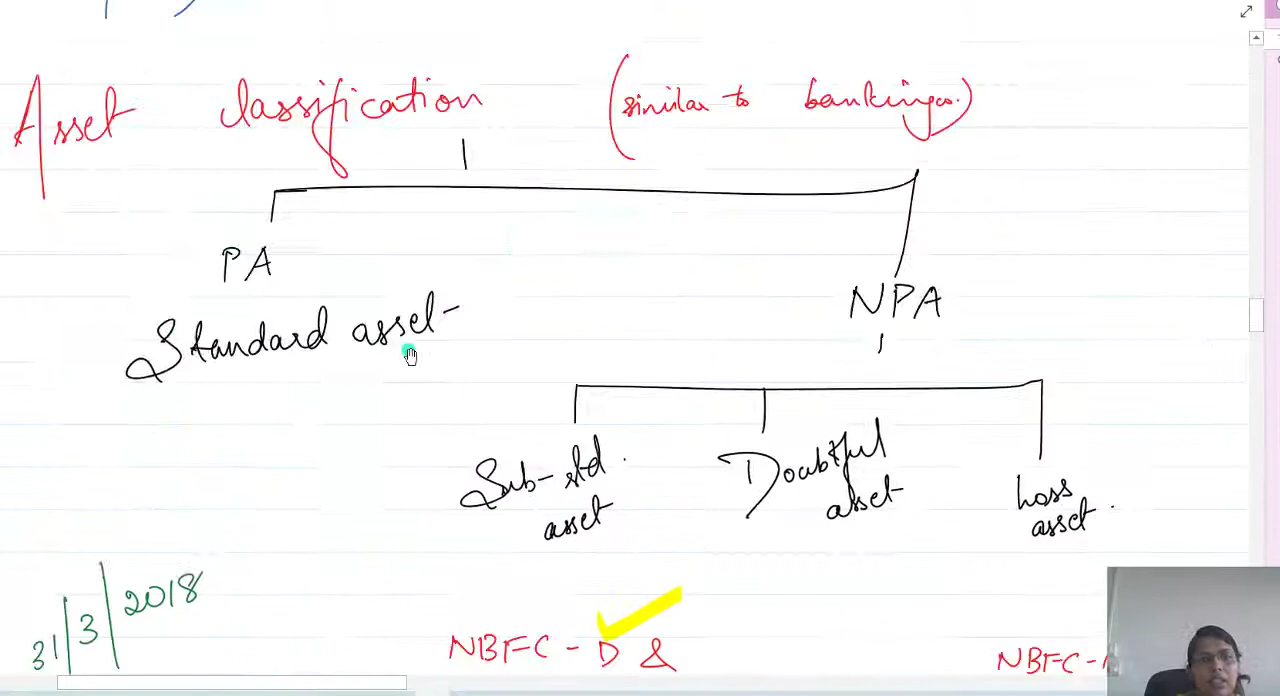 Asset classification (similar to banking co.)
PA
NPA
Standard asset
Sub-std. asset
Doubtful asset
Loss asset.
31/3/2018
NBFC - D &
NBFC-